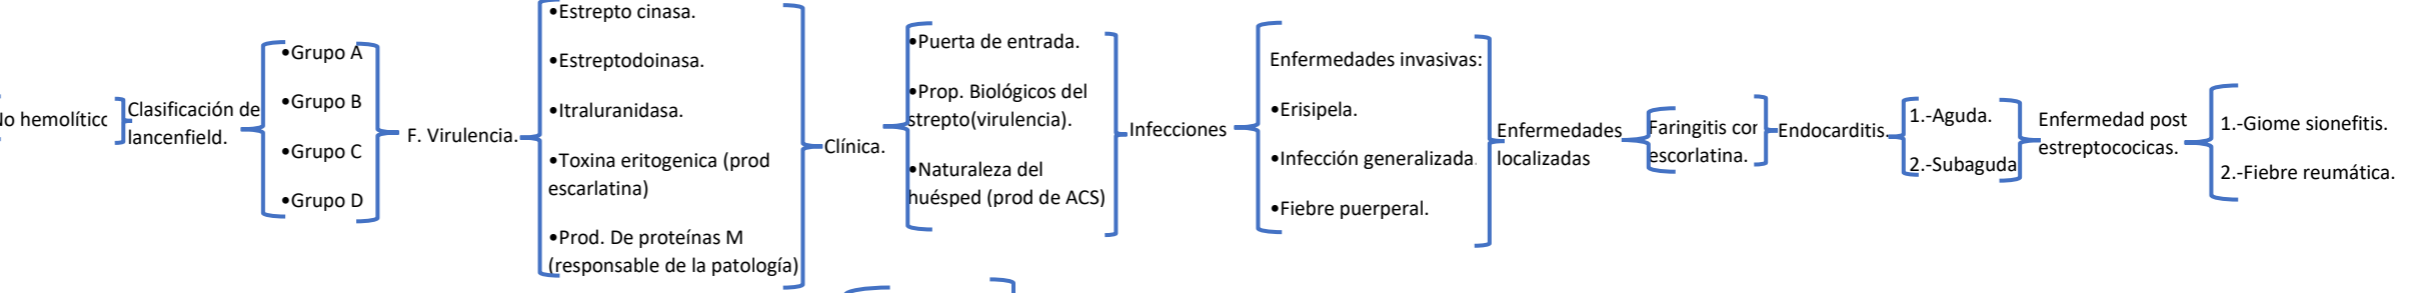 No hemolítico
Clasificación de
lancenfield.
•Grupo A
•Grupo B
•Grupo C
•Grupo D
F. Virulencia.
•Estrepto cinasa.
•Estreptodoinasa.
•Itraluranidasa.
•Toxina eritogenica (prod
escarlatina)
•Prod. De proteínas M
(responsable de la patología)
Clínica.
•Puerta de entrada.
•Prop. Biológicos del
strepto(virulencia).
•Naturaleza del
huésped (prod de ACS)
Infecciones
Enfermedades invasivas:
•Erisipela.
•Infección generalizada.
•Fiebre puerperal.
Enfermedades
localizadas
Faringitis con
escorlatina.
Endocarditis.
1.-Aguda.
2.-Subaguda
Enfermedad post
estreptococicas.
1.-Giome sionefitis.
2.-Fiebre reumática.